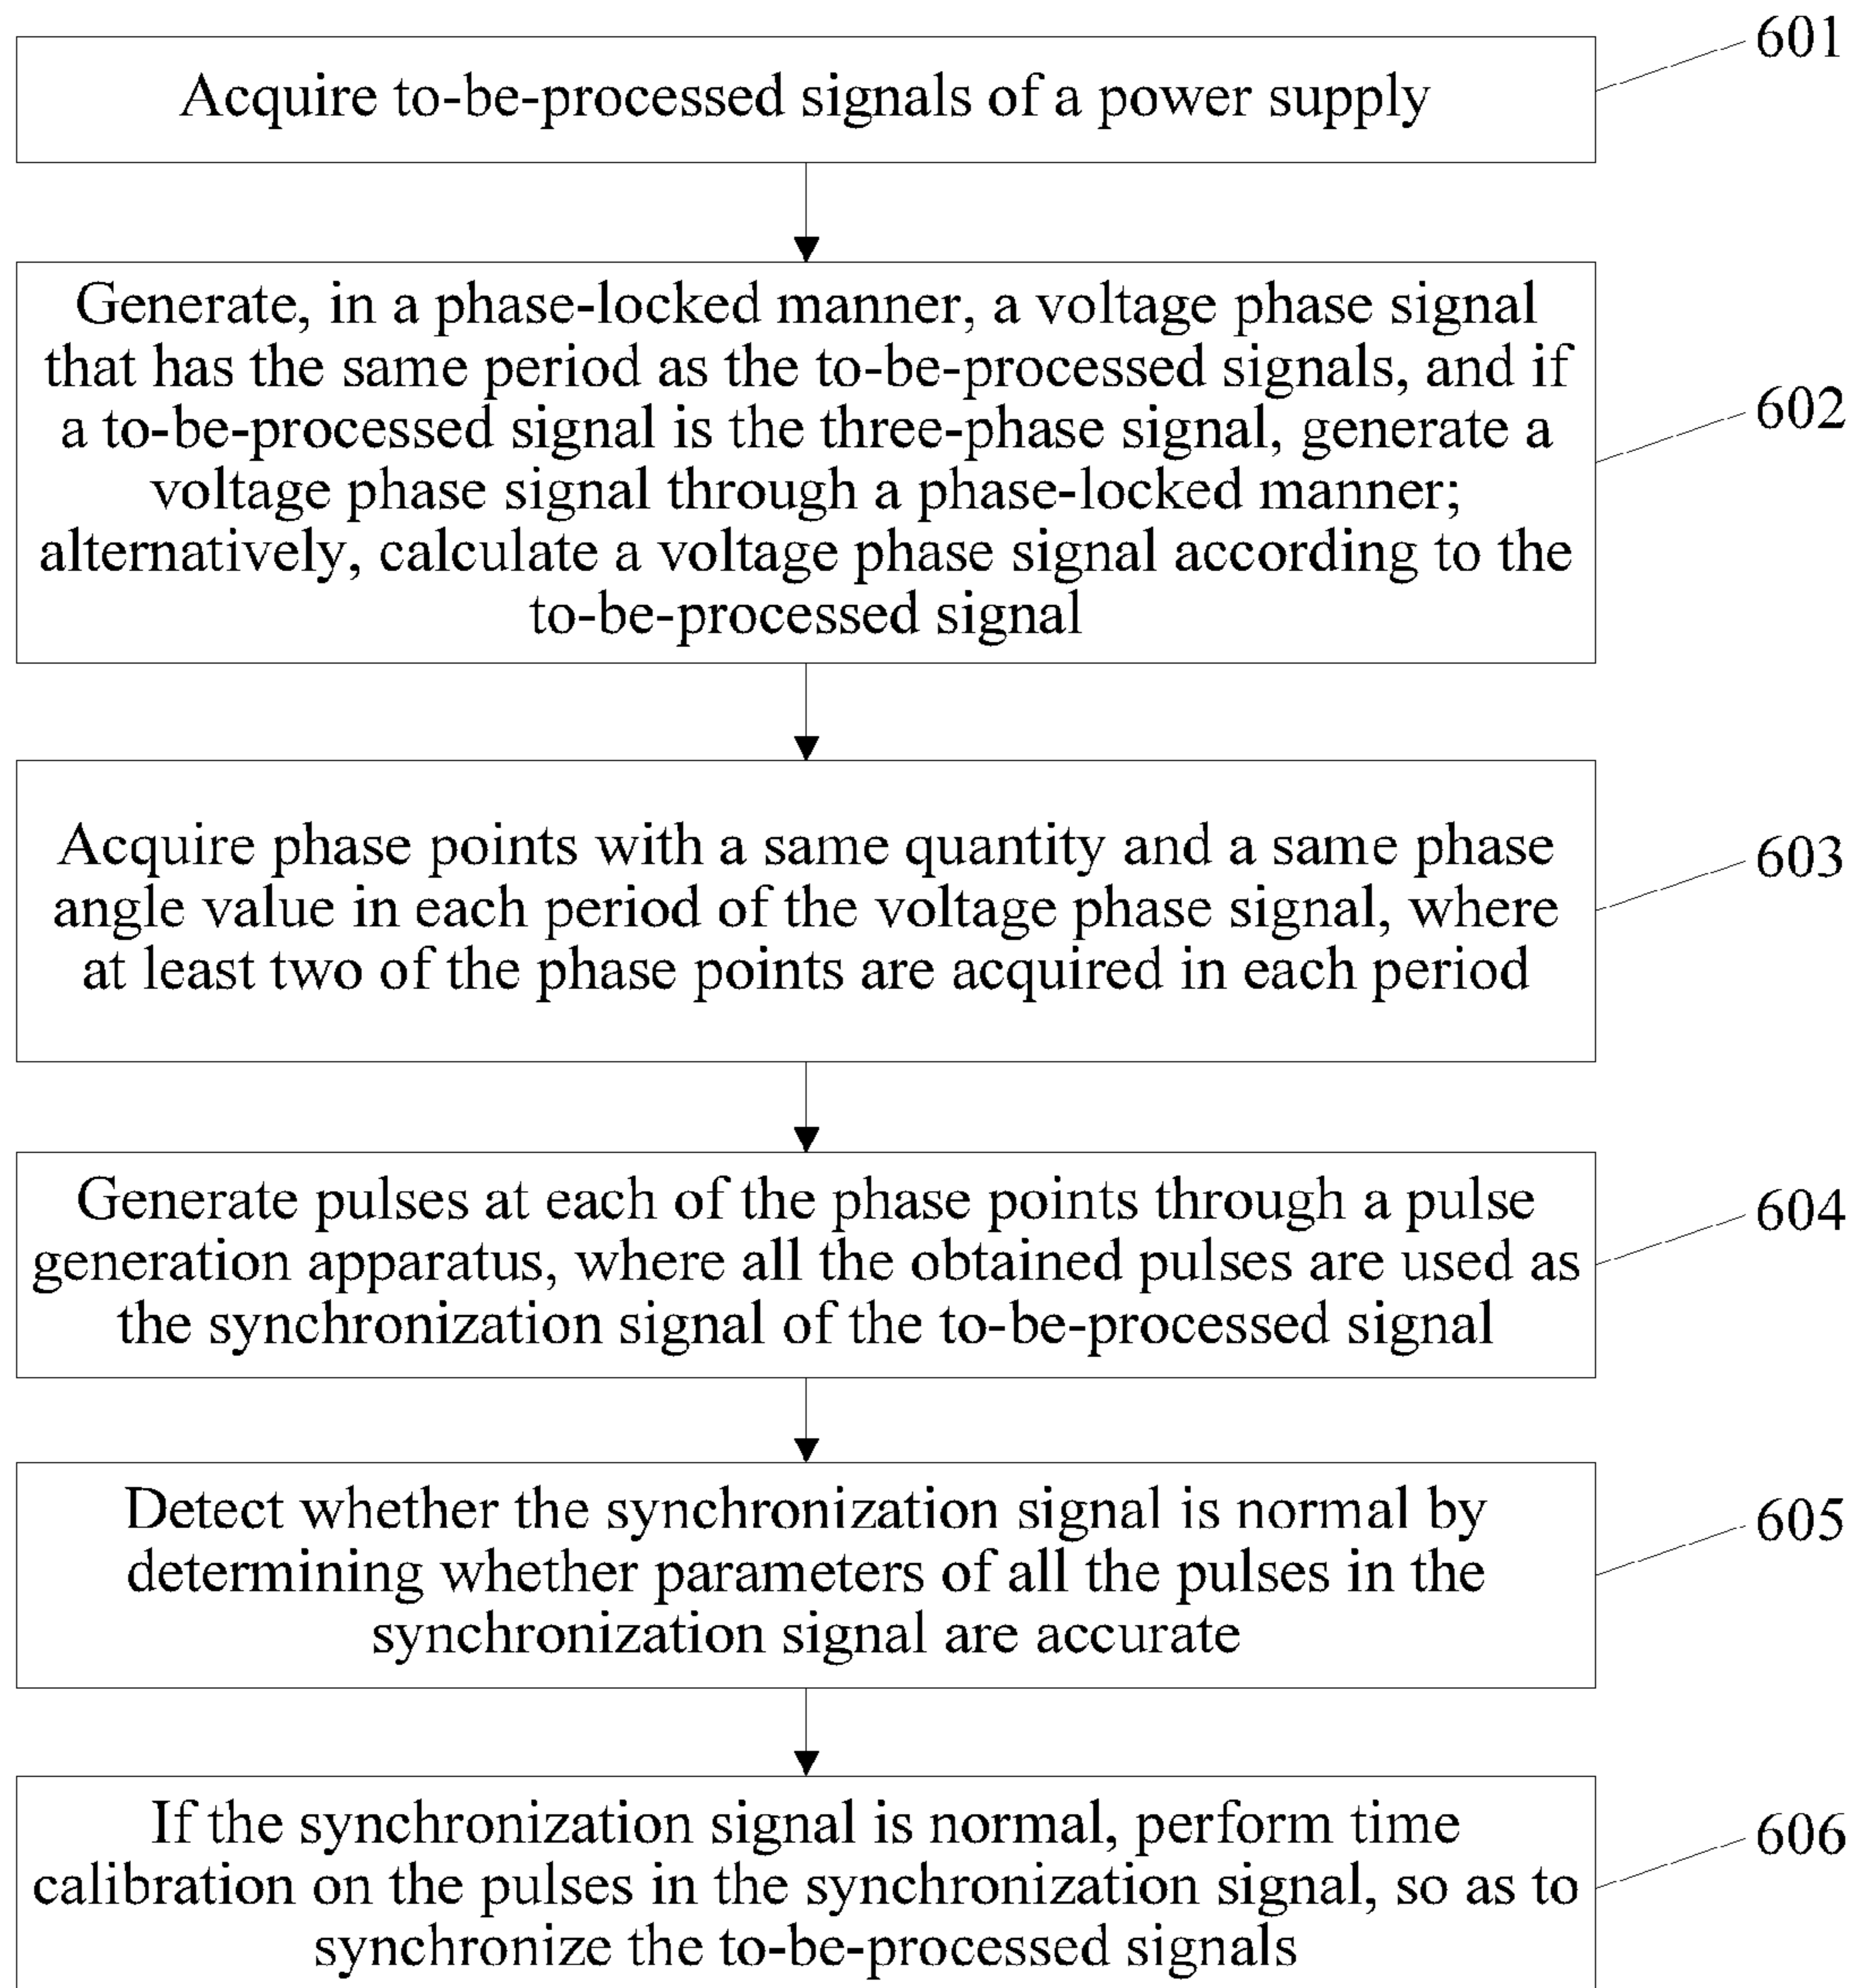 601
Acquire to-be-processed signals of a power supply
Generate, in a phase-locked manner, a voltage phase signal
that has the same period as the to-be-processed signals, and if
a to-be-processed signal is the three-phase signal, generate a
voltage phase signal through a phase-locked manner;
alternatively, calculate a voltage phase signal according to the
to-be-processed signal
602
Acquire phase points with a same quantity and a same phase
angle value in each period of the voltage phase signal, where
at least two of the phase points are acquired in each period
603
Generate pulses at each of the phase points through a pulse
generation apparatus, where all the obtained pulses are used as
the synchronization signal of the to-be-processed signal
604
Detect whether the synchronization signal is normal by
determining whether parameters of all the pulses in the
synchronization signal are accurate
605
If the synchronization signal is normal, perform time
calibration on the pulses in the synchronization signal, so as to
synchronize the to-be-processed signals
606